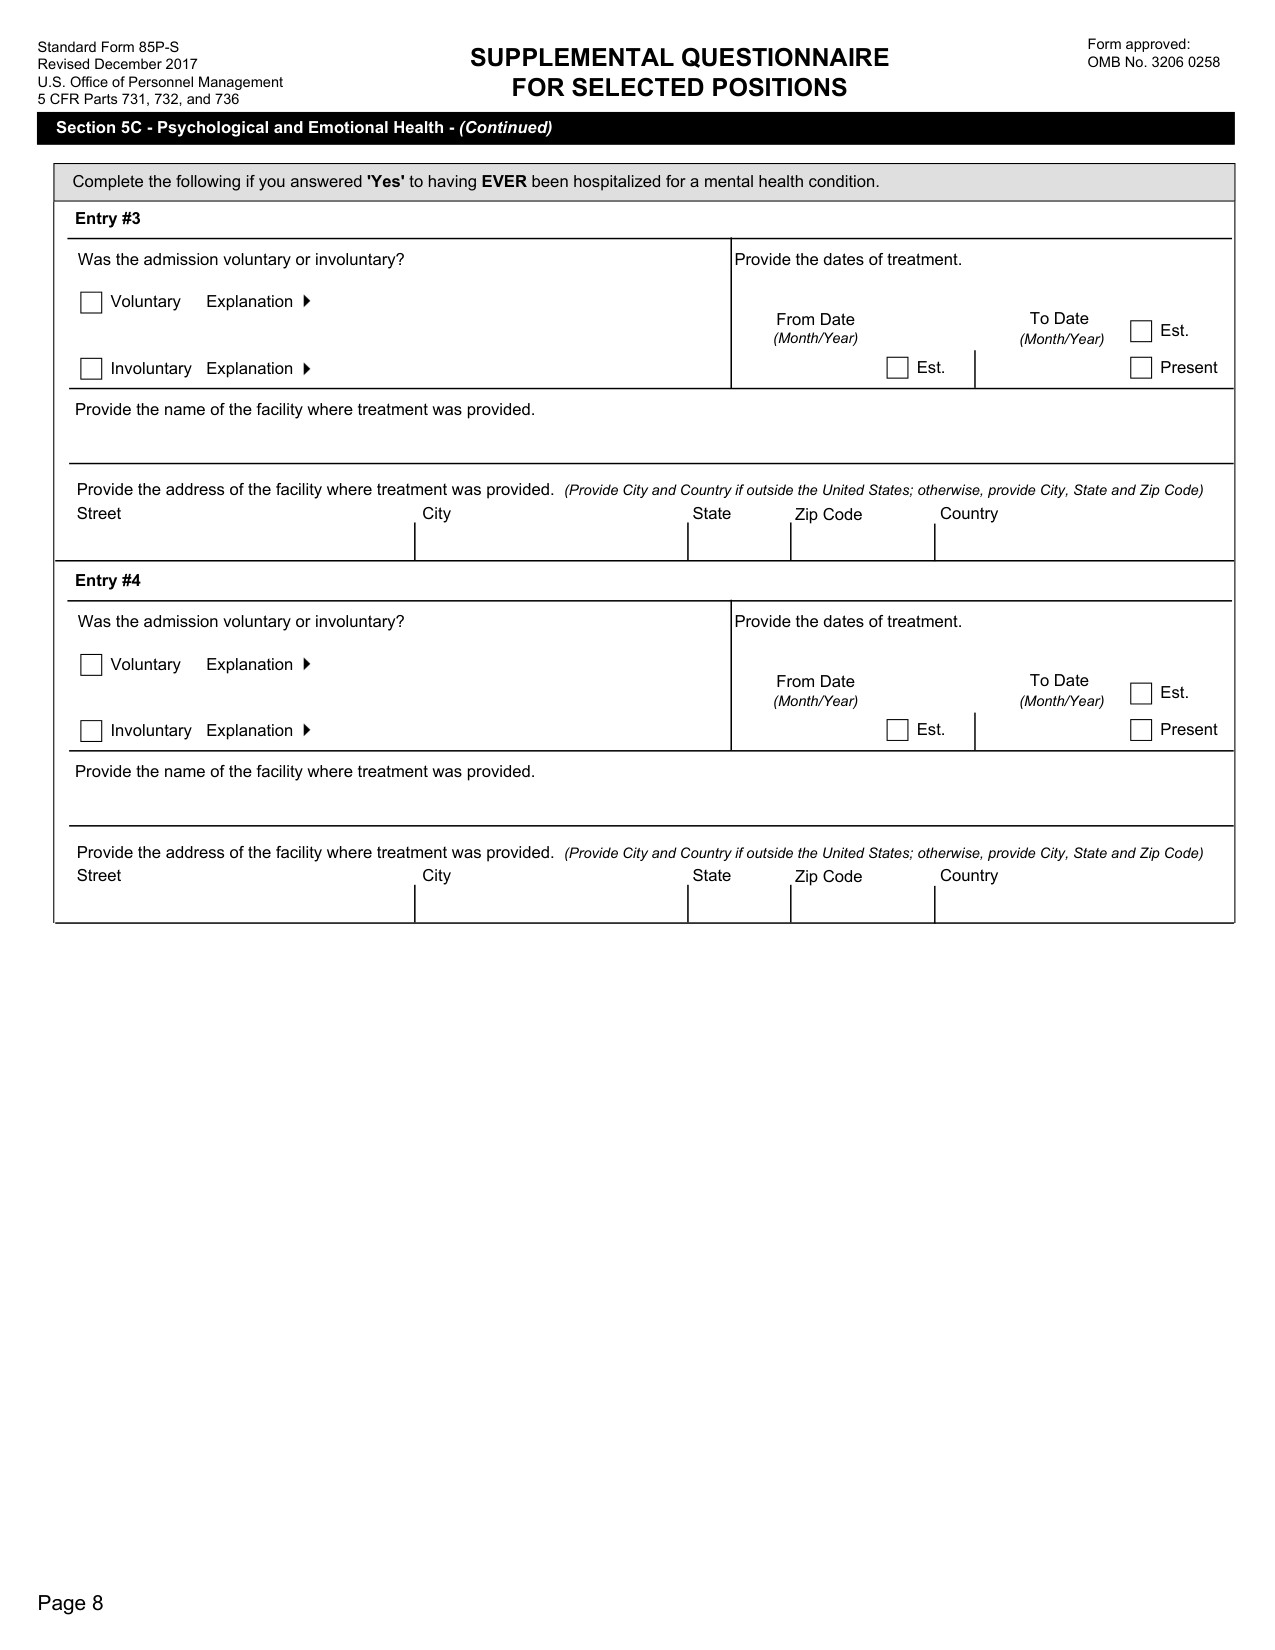 Standard Form 85P-S
Revised December 2017
U.S. Office of Personnel Management
5 CFR Parts 731, 732, and 736
SUPPLEMENTAL QUESTIONNAIRE
FOR SELECTED POSITIONS
Form approved:
OMB No. 3206 0258
Section 5C - Psychological and Emotional Health - (Continued)
Complete the following if you answered 'Yes' to having EVER been hospitalized for a mental health condition.
Entry #3
Was the admission voluntary or involuntary?
Voluntary Explanation
Involuntary Explanation
Provide the dates of treatment.
From Date
(Month/Year)
Est.
To Date
(Month/Year)
Est.
Present
Provide the name of the facility where treatment was provided.
Provide the address of the facility where treatment was provided. (Provide City and Country if outside the United States; otherwise, provide City, State and Zip Code)
Street City State Zip Code Country
Entry #4
Was the admission voluntary or involuntary?
Voluntary Explanation
Involuntary Explanation
Provide the dates of treatment.
From Date
(Month/Year)
Est.
To Date
(Month/Year)
Est.
Present
Provide the name of the facility where treatment was provided.
Provide the address of the facility where treatment was provided. (Provide City and Country if outside the United States; otherwise, provide City, State and Zip Code)
Street City State Zip Code Country
Page 8